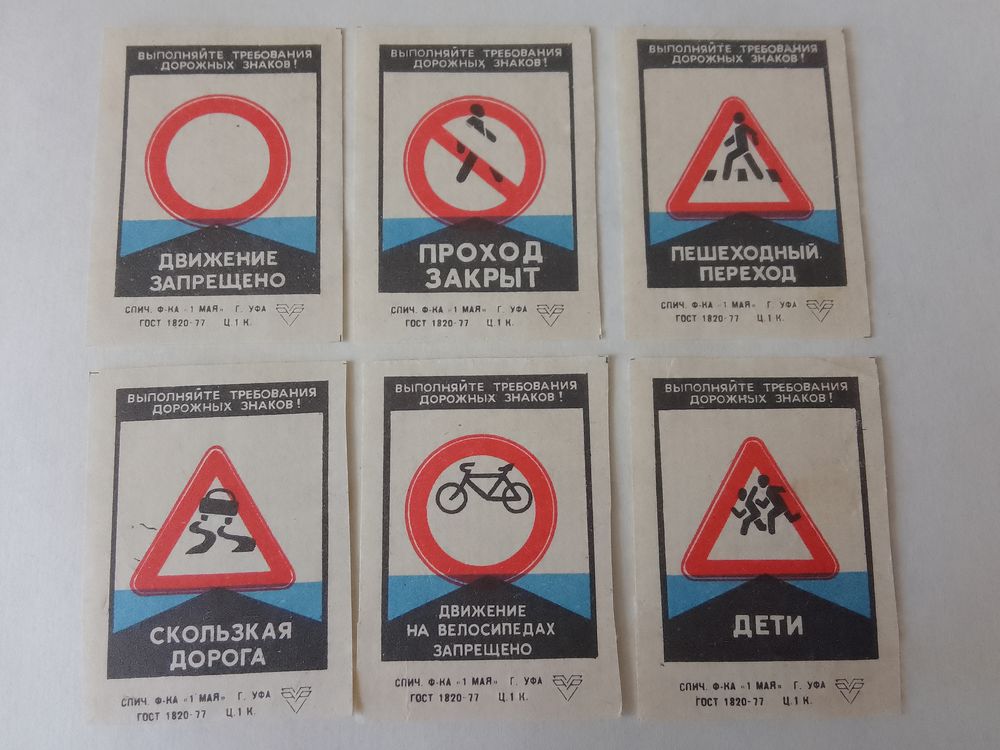 ВЫПОЛНЯЙТЕ ТРЕБОВАНИЯ
ДОРОЖНЫХ ЗНАКОВ!
ДВИЖЕНИЕ
ЗАПРЕЩЕНО
СПИЧ. Ф-КА «1 МАЯ» Г. УФА
ГОСТ 1820-77 Ц.1 К.
ВЫПОЛНЯЙТЕ ТРЕБОВАНИЯ
ДОРОЖНЫХ ЗНАКОВ!
ПРОХОД
ЗАКРЫТ
СПИЧ. Ф-КА «1 МАЯ» Г. УФА
ГОСТ 1820-77 Ц.1 К.
ВЫПОЛНЯЙТЕ ТРЕБОВАНИЯ
ДОРОЖНЫХ ЗНАКОВ!
ПЕШЕХОДНЫЙ
ПЕРЕХОД
СПИЧ. Ф-КА «1 МАЯ» Г. УФА
ГОСТ 1820-77 Ц.1 К.
ВЫПОЛНЯЙТЕ ТРЕБОВАНИЯ
ДОРОЖНЫХ ЗНАКОВ!
СКОЛЬЗКАЯ
ДОРОГА
СПИЧ. Ф-КА «1 МАЯ» Г. УФА
ГОСТ 1820-77 Ц.1 К.
ВЫПОЛНЯЙТЕ ТРЕБОВАНИЯ
ДОРОЖНЫХ ЗНАКОВ!
ДВИЖЕНИЕ
НА ВЕЛОСИПЕДАХ
ЗАПРЕЩЕНО
СПИЧ. Ф-КА «1 МАЯ» Г. УФА
ГОСТ 1820-77 Ц.1 К.
ВЫПОЛНЯЙТЕ ТРЕБОВАНИЯ
ДОРОЖНЫХ ЗНАКОВ!
ДЕТИ
СПИЧ. Ф-КА «1 МАЯ» Г. УФА
ГОСТ 1820-77 Ц.1 К.